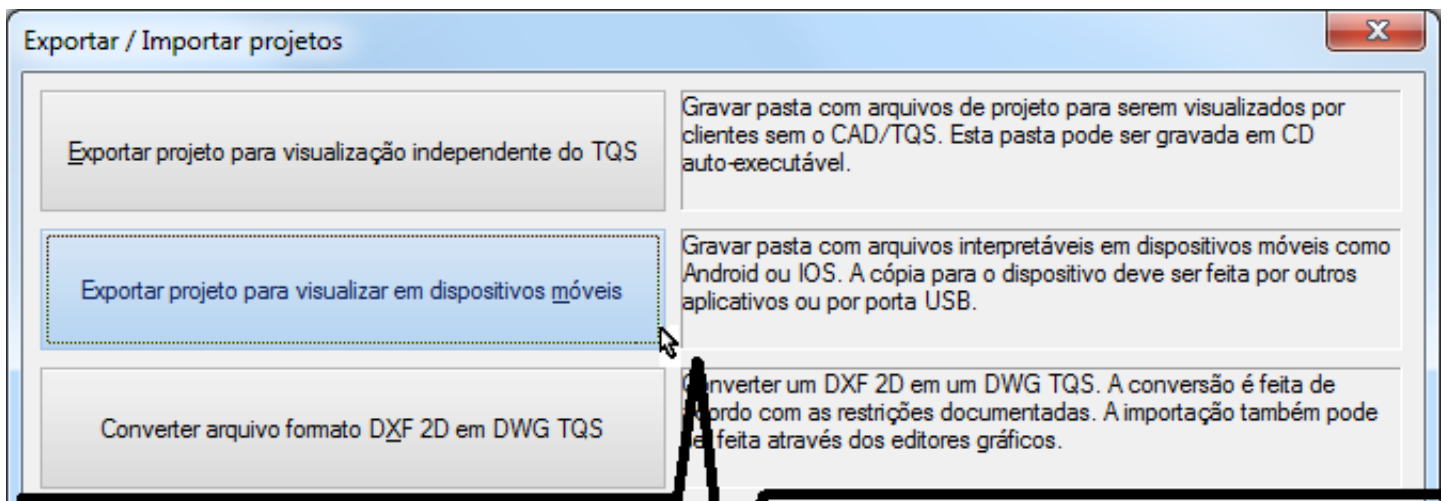 Exportar / Importar projetos
Exportar projeto para visualização independente do TQS
Gravar pasta com arquivos de projeto para serem visualizados por
clientes sem o CAD/TQS. Esta pasta pode ser gravada em CD
auto-executável.
Exportar projeto para visualizar em dispositivos móveis
Gravar pasta com arquivos interpretáveis em dispositivos móveis como
Android ou IOS. A cópia para o dispositivo deve ser feita por outros
aplicativos ou por porta USB.
Converter arquivo formato DXF 2D em DWG TQS
Converter um DXF 2D em um DWG TQS. A conversão é feita de
acordo com as restrições documentadas. A importação também pode
ser feita através dos editores gráficos.